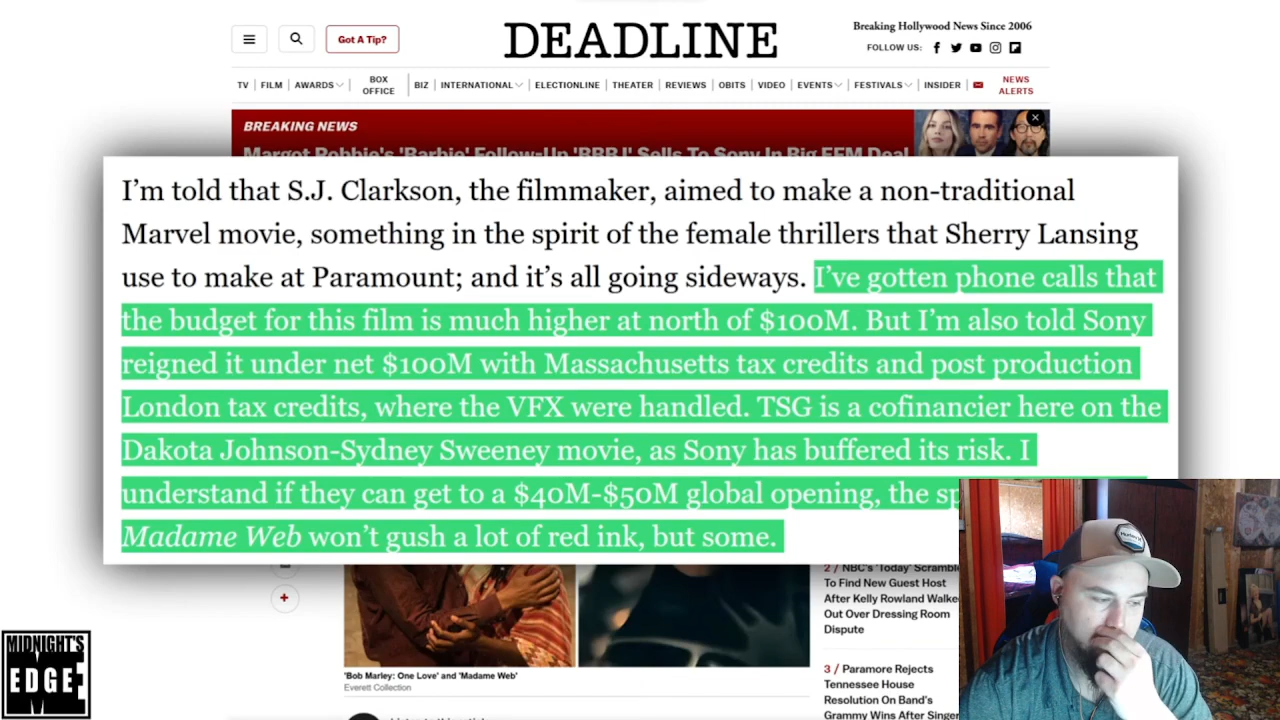 Got A Tip?
DEADLINE
Breaking Hollywood News Since 2006
FOLLOW US:
TV | FILM | AWARDS | BOX OFFICE | BIZ | INTERNATIONAL | ELECTIONLINE | THEATER | REVIEWS | OBITS | VIDEO | EVENTS | FESTIVALS | INSIDER NEWS ALERTS
BREAKING NEWS
Margot Robbie's 'Barbie' Follow-Up 'BBBJ' Sells To Sony In Big EFM Deal
I’m told that S.J. Clarkson, the filmmaker, aimed to make a non-traditional
Marvel movie, something in the spirit of the female thrillers that Sherry Lansing
use to make at Paramount; and it’s all going sideways. I’ve gotten phone calls that
the budget for this film is much higher at north of $100M. But I’m also told Sony
reigned it under net $100M with Massachusetts tax credits and post production
London tax credits, where the VFX were handled. TSG is a cofinancier here on the
Dakota Johnson-Sydney Sweeney movie, as Sony has buffered its risk. I
understand if they can get to a $40M-$50M global opening, the
Madame Web won’t gush a lot of red ink, but some.
2 / NBC's 'Today'
To Find New Guest Host
After Kelly Rowland
Out Over Dressing Room
Dispute
3 / Paramore Rejects
Tennessee House
Resolution On Band's
Grammy Wins After Singer
'Bob Marley: One Love' and 'Madame Web'
Everett Collection
MIDNIGHT'S
EDGE